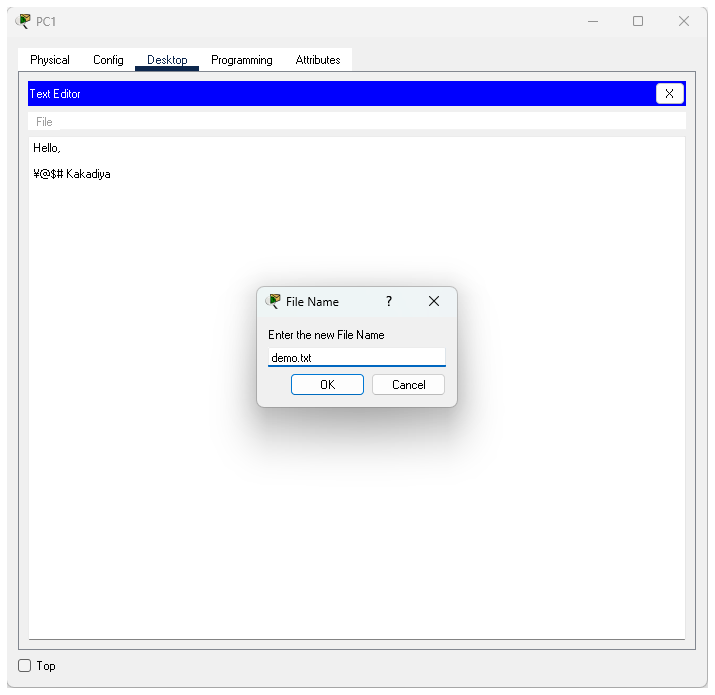 PC1
Physical Config Desktop Programming Attributes
Text Editor X
File
Hello,
¥@$# Kakadiya
File Name ?
Enter the new File Name
demo.txt
OK Cancel
Top